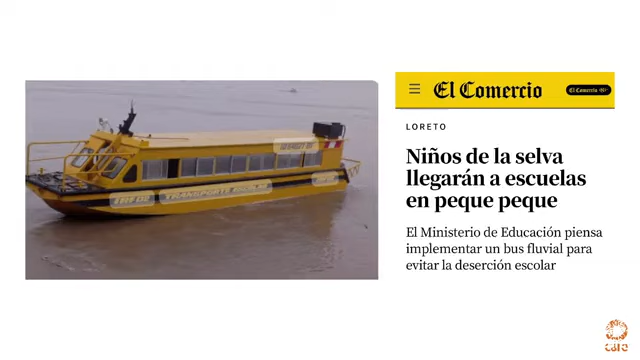 TRANSPORTE ESCOLAR
El Comercio
El Comercio
LORETO
Niños de la selva
llegarán a escuelas
en peque peque
El Ministerio de Educación piensa
implementar un bus fluvial para
evitar la deserción escolar